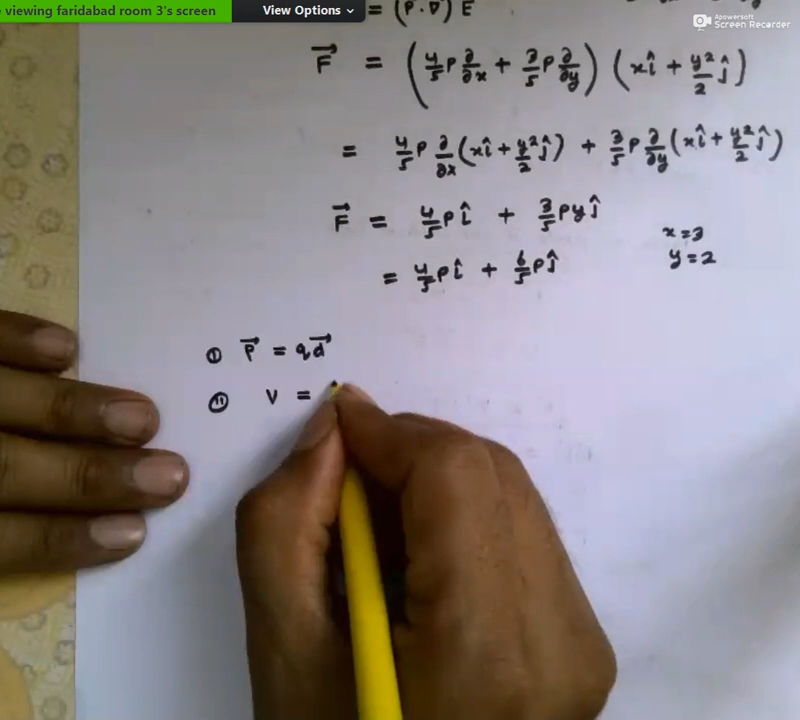 viewing faridabad room 3's screen
View Options
Apowersoft
Screen Recorder
= (P · ∇) E
F⃗ = (4/5 P ∂/∂x + 3/5 P ∂/∂y) (xî + y²/2 ĵ)
= 4/5 P ∂/∂x (xî + y²/2 ĵ) + 3/5 P ∂/∂y (xî + y²/2 ĵ)
F⃗ = 4/5 P î + 3/5 P y ĵ
x = 3
y = 2
= 4/5 P î + 6/5 P ĵ
① P⃗ = q d⃗
⑪ V =